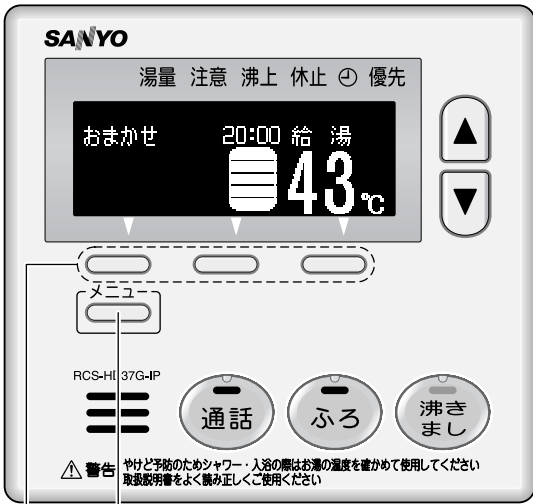 SANYO
湯量 注意 沸上 休止 優先
おまかせ 20:00 給 湯
43℃
メニュー
RCS-HD37G-IP
通話 ふろ 沸き
まし
警告 やけど予防のためシャワー・入浴の際はお湯の温度を確かめて使用してください
取扱説明書をよく読み正しくご使用ください